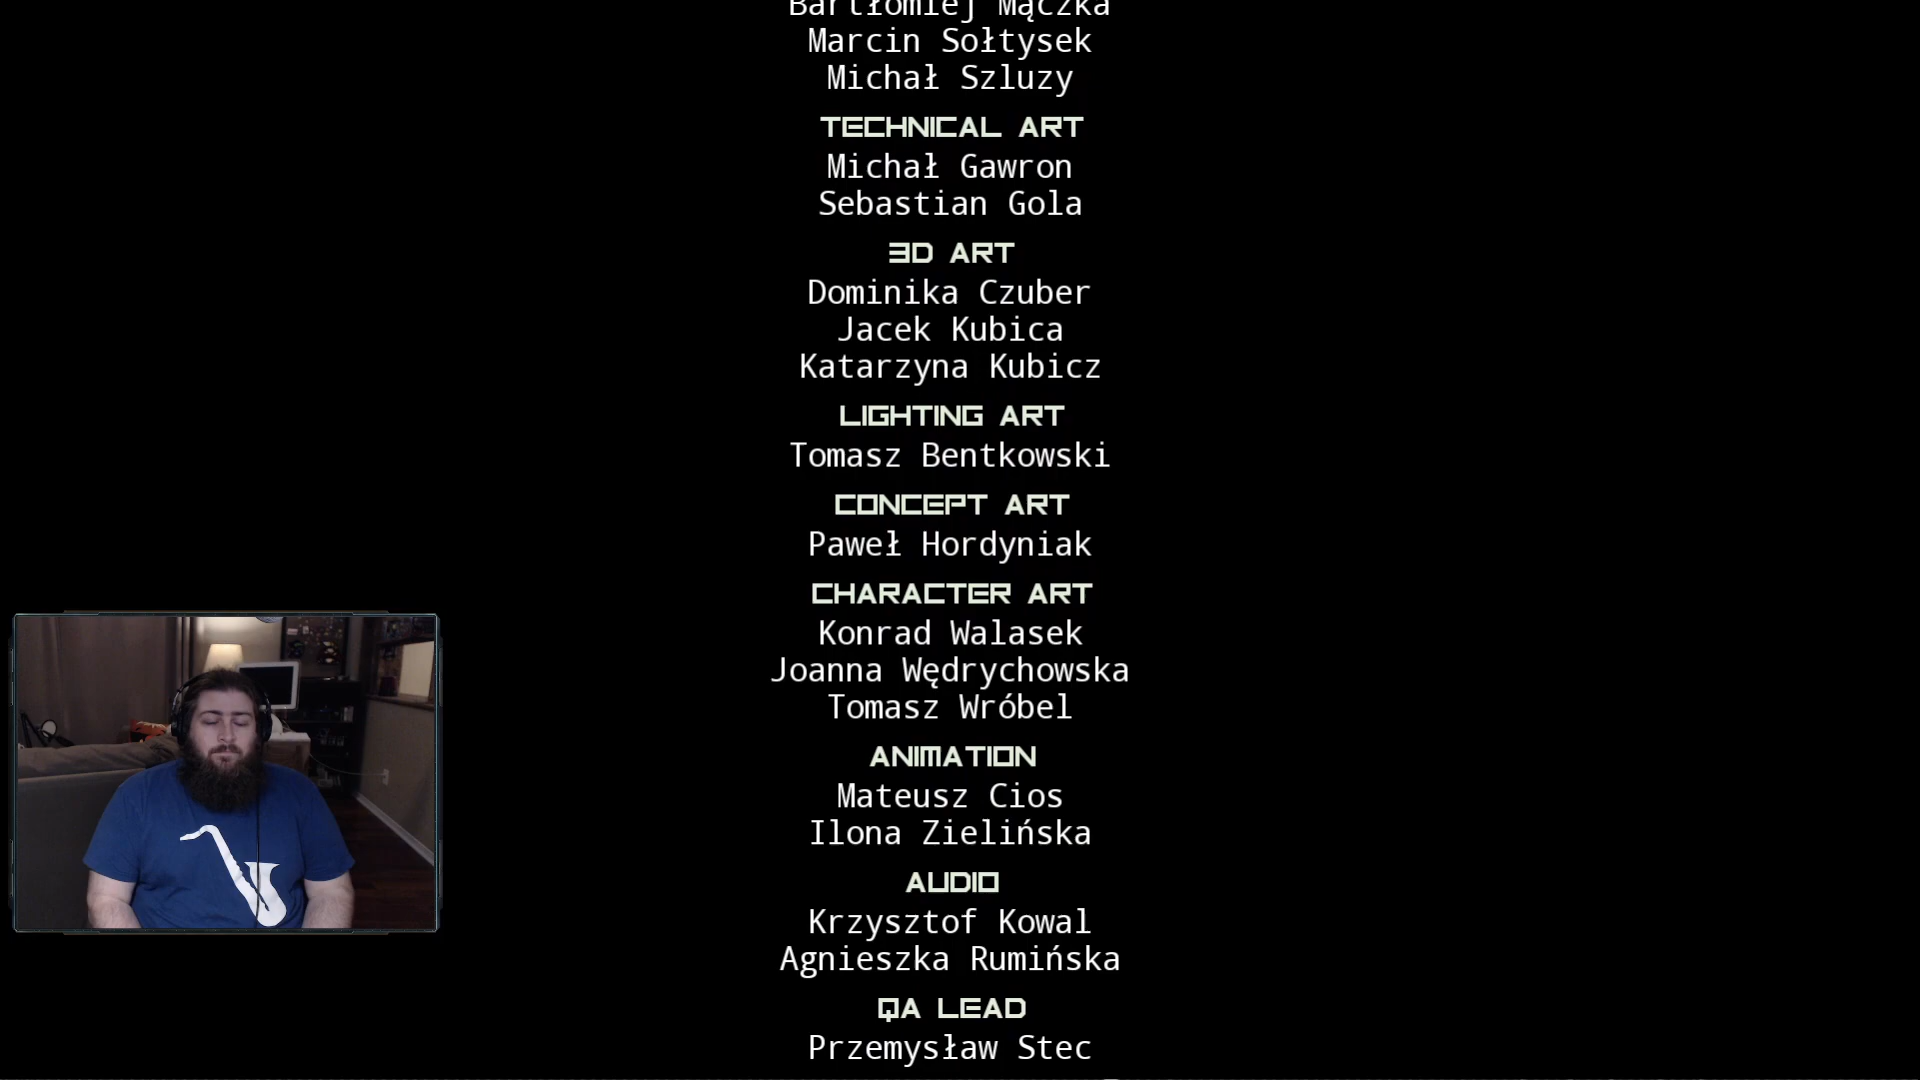 Bartłomiej Mączka
Marcin Sołtysek
Michał Szluzy
TECHNICAL ART
Michał Gawron
Sebastian Gola
3D ART
Dominika Czuber
Jacek Kubica
Katarzyna Kubicz
LIGHTING ART
Tomasz Bentkowski
CONCEPT ART
Paweł Hordyniak
CHARACTER ART
Konrad Walasek
Joanna Wędrychowska
Tomasz Wróbel
ANIMATION
Mateusz Cios
Ilona Zielińska
AUDIO
Krzysztof Kowal
Agnieszka Rumińska
QA LEAD
Przemysław Stec